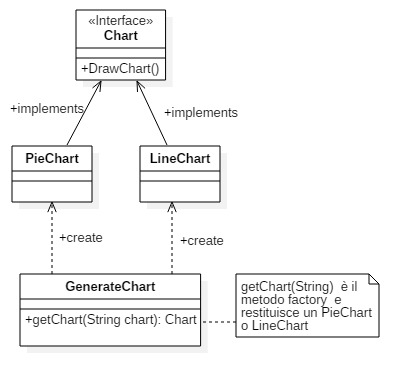 «Interface»
Chart
+DrawChart()
+implements
+implements
PieChart
LineChart
+create
+create
GenerateChart
+getChart(String chart): Chart
getChart(String) è il
metodo factory e
restituisce un PieChart
o LineChart